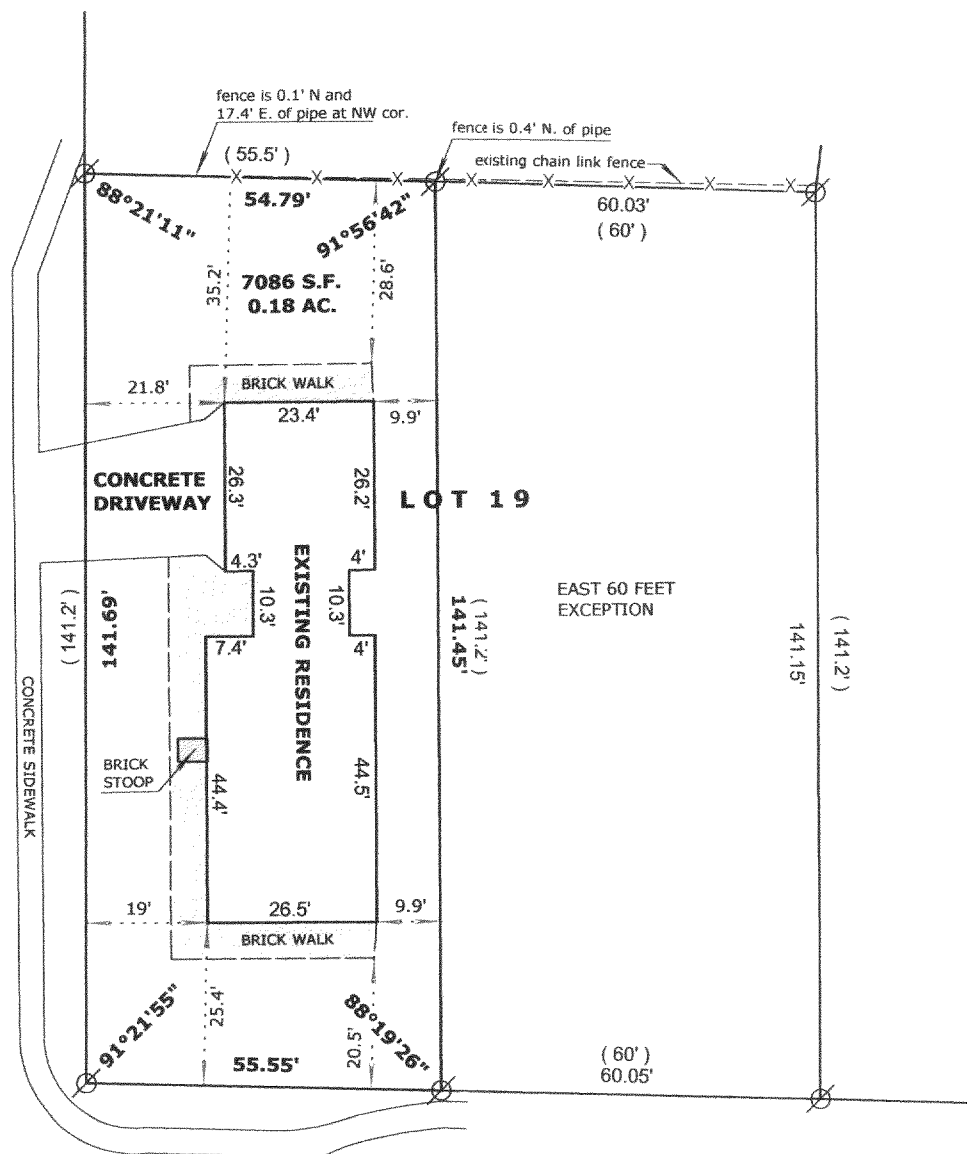 fence is 0.1' N and
17.4' E. of pipe at NW cor.
fence is 0.4' N. of pipe
existing chain link fence
( 55.5' )
54.79'
60.03'
( 60' )
88°21'11"
91°56'42"
7086 S.F.
0.18 AC.
35.2'
28.6'
BRICK WALK
21.8'
23.4'
9.9'
CONCRETE
DRIVEWAY
26.3'
26.2'
LOT 19
4.3'
4'
10.3'
10.3'
7.4'
4'
EXISTING RESIDENCE
EAST 60 FEET
EXCEPTION
( 141.2' )
141.69'
( 141.2' )
141.45'
141.15'
( 141.2' )
CONCRETE SIDEWALK
BRICK
STOOP
44.4'
44.5'
19'
26.5'
9.9'
BRICK WALK
91°21'55"
25.4'
88°19'26"
20.5'
55.55'
( 60' )
60.05'